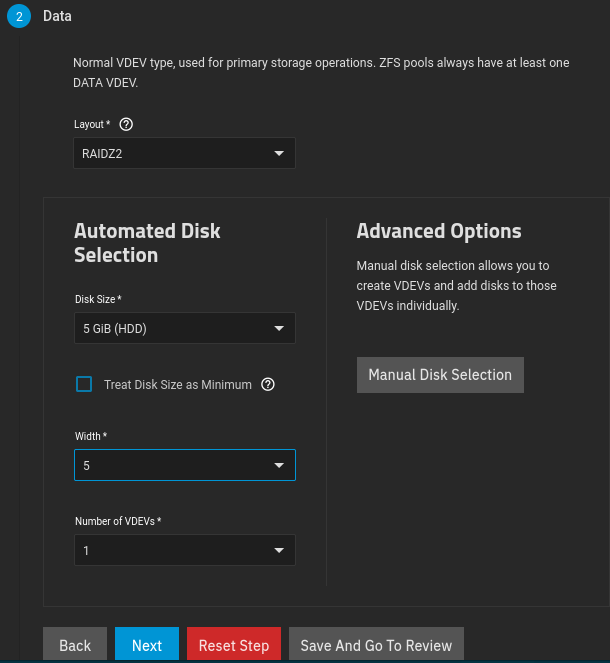 2 Data
Normal VDEV type, used for primary storage operations. ZFS pools always have at least one
DATA VDEV.
Layout *
RAIDZ2
Automated Disk
Selection
Disk Size *
5 GiB (HDD)
Treat Disk Size as Minimum
Width *
5
Number of VDEVs *
1
Advanced Options
Manual disk selection allows you to
create VDEVs and add disks to those
VDEVs individually.
Manual Disk Selection
Back Next Reset Step Save And Go To Review